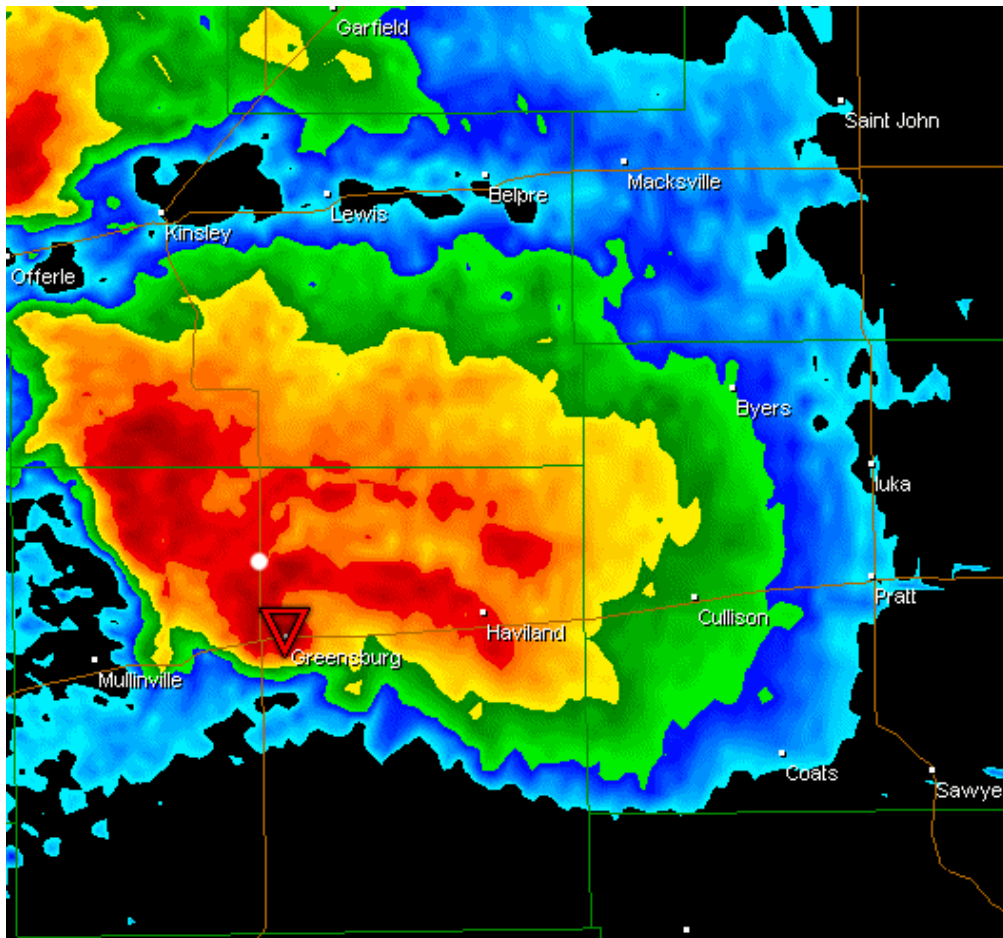 Garfield
Saint John
Macksville
Belpre
Lewis
Kinsley
Offerle
Byers
Iuka
Pratt
Cullison
Haviland
Greensburg
Mullinville
Coats
Sawye